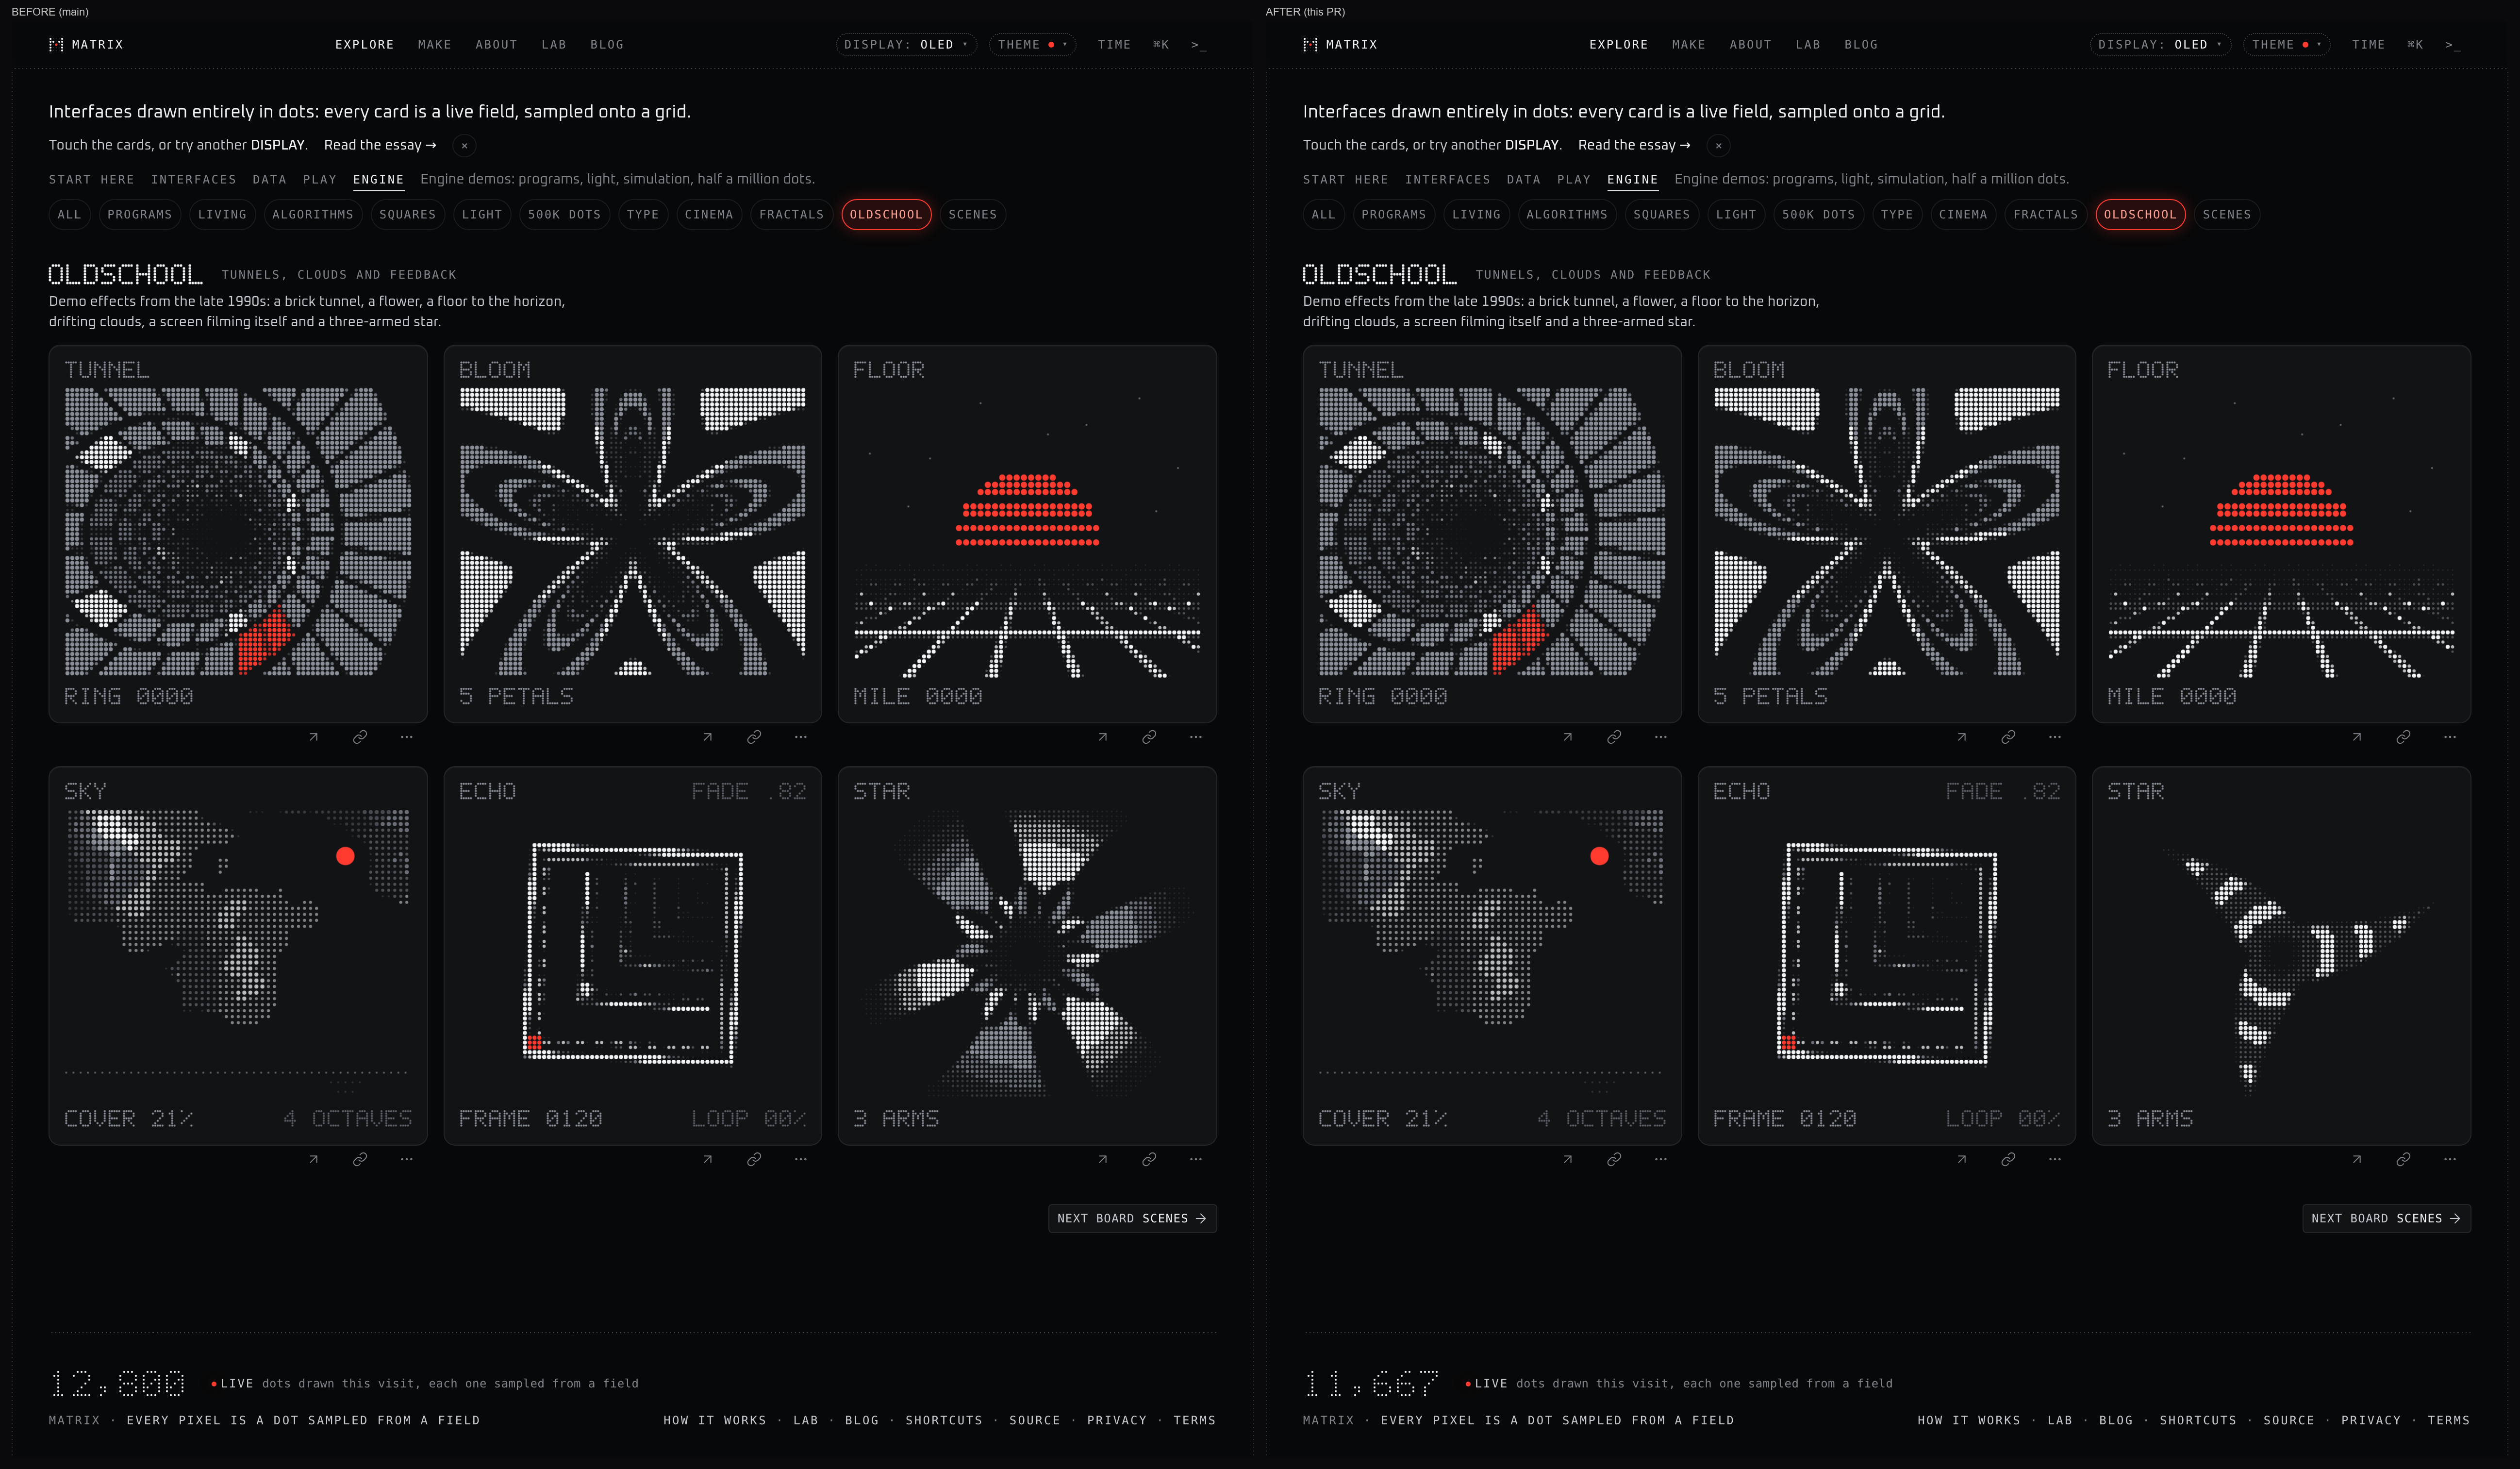 BEFORE (main)
MATRIX EXPLORE MAKE ABOUT LAB BLOG DISPLAY: OLED THEME TIME ⌘K >_
Interfaces drawn entirely in dots: every card is a live field, sampled onto a grid.
Touch the cards, or try another DISPLAY. Read the essay → ×
START HERE INTERFACES DATA PLAY ENGINE Engine demos: programs, light, simulation, half a million dots.
ALL PROGRAMS LIVING ALGORITHMS SQUARES LIGHT 500K DOTS TYPE CINEMA FRACTALS OLDSCHOOL SCENES
OLDSCHOOL TUNNELS, CLOUDS AND FEEDBACK
Demo effects from the late 1990s: a brick tunnel, a flower, a floor to the horizon,
drifting clouds, a screen filming itself and a three-armed star.
TUNNEL BLOOM FLOOR
RING 0000 5 PETALS MILE 0000
SKY ECHO FADE .82 STAR
COVER 21% 4 OCTAVES FRAME 0120 LOOP 00% 3 ARMS
NEXT BOARD SCENES →
12,800 LIVE dots drawn this visit, each one sampled from a field
MATRIX · EVERY PIXEL IS A DOT SAMPLED FROM A FIELD HOW IT WORKS · LAB · BLOG · SHORTCUTS · SOURCE · PRIVACY · TERMS
AFTER (this PR)
MATRIX EXPLORE MAKE ABOUT LAB BLOG DISPLAY: OLED THEME TIME ⌘K >_
Interfaces drawn entirely in dots: every card is a live field, sampled onto a grid.
Touch the cards, or try another DISPLAY. Read the essay → ×
START HERE INTERFACES DATA PLAY ENGINE Engine demos: programs, light, simulation, half a million dots.
ALL PROGRAMS LIVING ALGORITHMS SQUARES LIGHT 500K DOTS TYPE CINEMA FRACTALS OLDSCHOOL SCENES
OLDSCHOOL TUNNELS, CLOUDS AND FEEDBACK
Demo effects from the late 1990s: a brick tunnel, a flower, a floor to the horizon,
drifting clouds, a screen filming itself and a three-armed star.
TUNNEL BLOOM FLOOR
RING 0000 5 PETALS MILE 0000
SKY ECHO FADE .82 STAR
COVER 21% 4 OCTAVES FRAME 0120 LOOP 00% 3 ARMS
NEXT BOARD SCENES →
11,667 LIVE dots drawn this visit, each one sampled from a field
MATRIX · EVERY PIXEL IS A DOT SAMPLED FROM A FIELD HOW IT WORKS · LAB · BLOG · SHORTCUTS · SOURCE · PRIVACY · TERMS